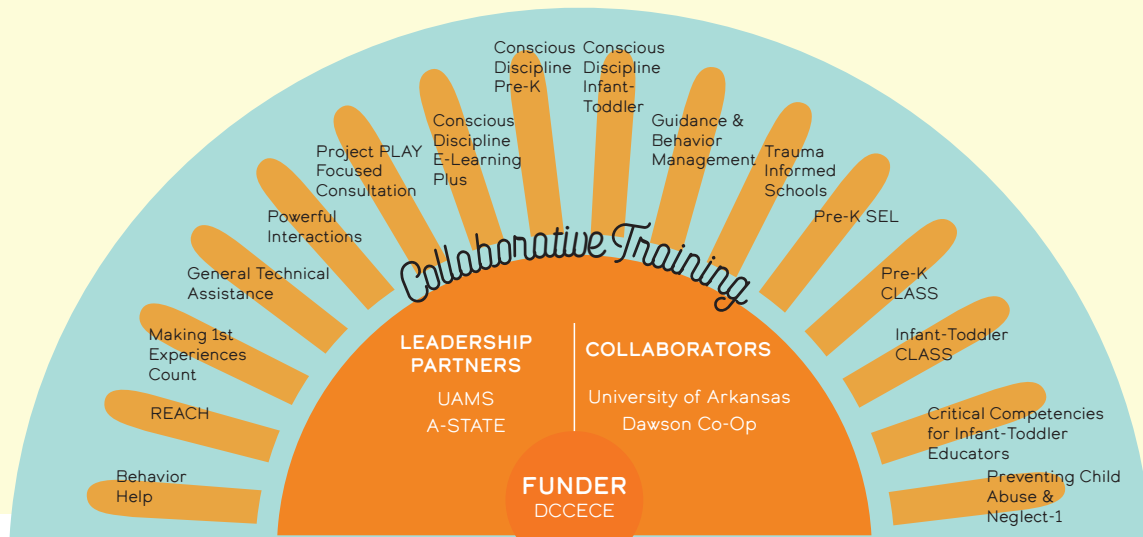 Behavior
Help
REACH
Making 1st
Experiences
Count
General Technical
Assistance
Powerful
Interactions
Project PLAY
Focused
Consultation
Conscious
Discipline
E-Learning
Plus
Conscious
Discipline
Pre-K
Conscious
Discipline
Infant-
Toddler
Guidance &
Behavior
Management
Trauma
Informed
Schools
Pre-K SEL
Pre-K
CLASS
Infant-Toddler
CLASS
Critical Competencies
for Infant-Toddler
Educators
Preventing Child
Abuse &
Neglect-1
Collaborative Training
LEADERSHIP
PARTNERS
UAMS
A-STATE
COLLABORATORS
University of Arkansas
Dawson Co-Op
FUNDER
DCCECE